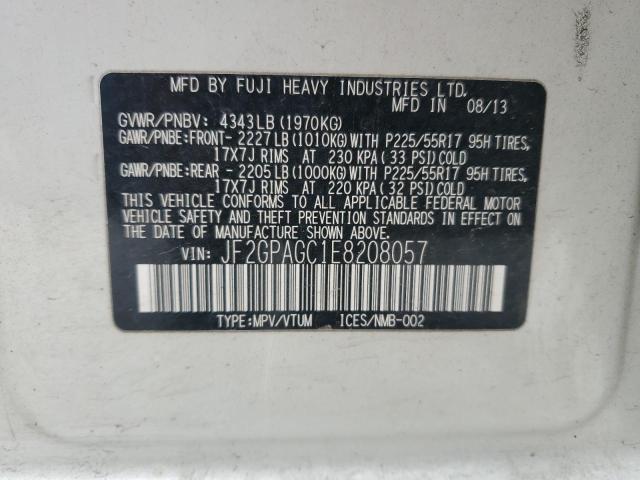 MFD BY FUJI HEAVY INDUSTRIES LTD.
MFD IN 08/13
GVWR/PNBV: 4343LB (1970KG)
GAWR/PNBE:FRONT- 2227LB (1010KG) WITH P225/55R17 95H TIRES,
17X7J RIMS AT 230 KPA (33 PSI) COLD
GAWR/PNBE:REAR - 2205LB (1000KG) WITH P225/55R17 95H TIRES,
17X7J RIMS AT 220 KPA (32 PSI) COLD
THIS VEHICLE CONFORMS TO ALL APPLICABLE FEDERAL MOTOR
VEHICLE SAFETY AND THEFT PREVENTION STANDARDS IN EFFECT ON
THE DATE OF MANUFACTURE SHOWN ABOVE.
VIN: JF2GPAGC1E8208057
TYPE:MPV/VTUM ICES/NMB-002